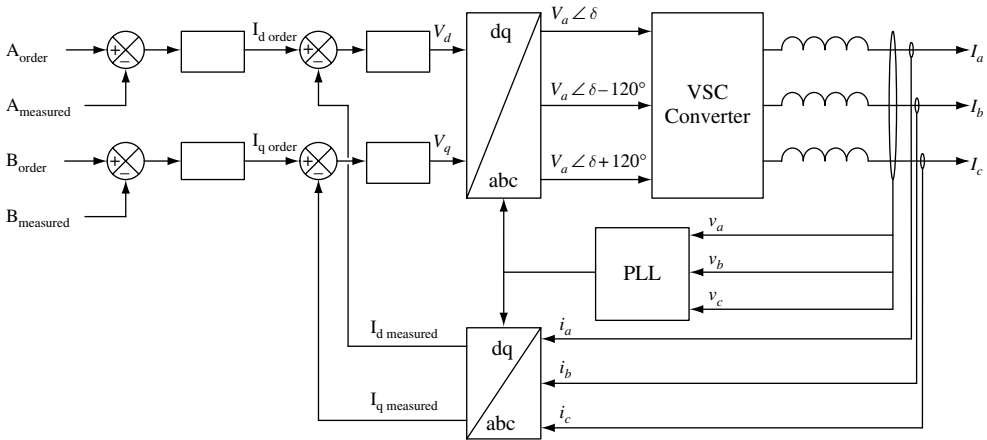 A_order
A_measured
B_order
B_measured
+
−
+
−
I_d order
I_q order
+
−
+
−
V_d
V_q
dq
abc
V_a∠δ
V_a∠δ−120°
V_a∠δ+120°
VSC
Converter
I_a
I_b
I_c
PLL
v_a
v_b
v_c
I_d measured
I_q measured
dq
abc
i_a
i_b
i_c